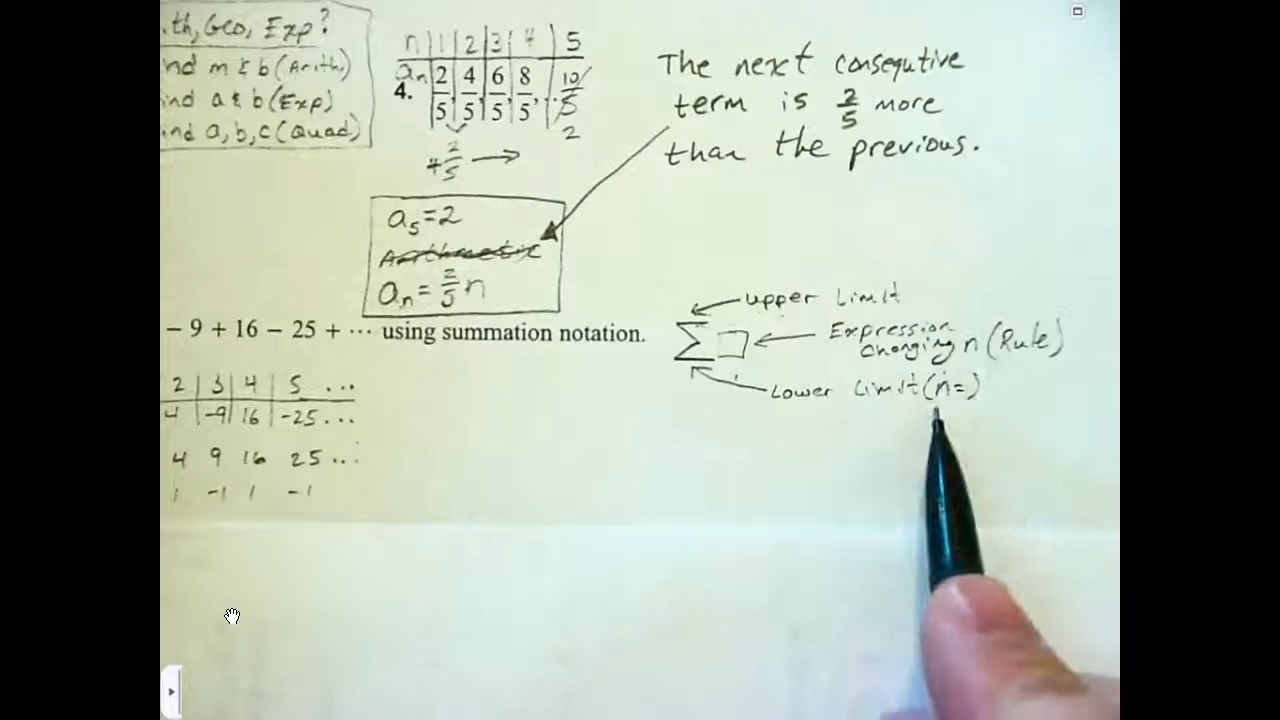 th, Geo, Exp?
nd m & b (Arith)
ind a & b (Exp)
ind a, b, c (Quad)
n 1 2 3 4 5
4. an 2/5, 4/5, 6/5, 8/5, ... 10/5
2
+ 2/5 →
The next consequtive
term is 2/5 more
than the previous.
a5 = 2
Arithmetic
an = 2/5 n
− 9 + 16 − 25 + ⋯ using summation notation.
2 3 4 5 ...
4 -9 16 -25 ...
4 9 16 25 ...
1 -1 1 -1
upper Limit
Σ □ Expression
changing n (Rule)
Lower Limit (n=)